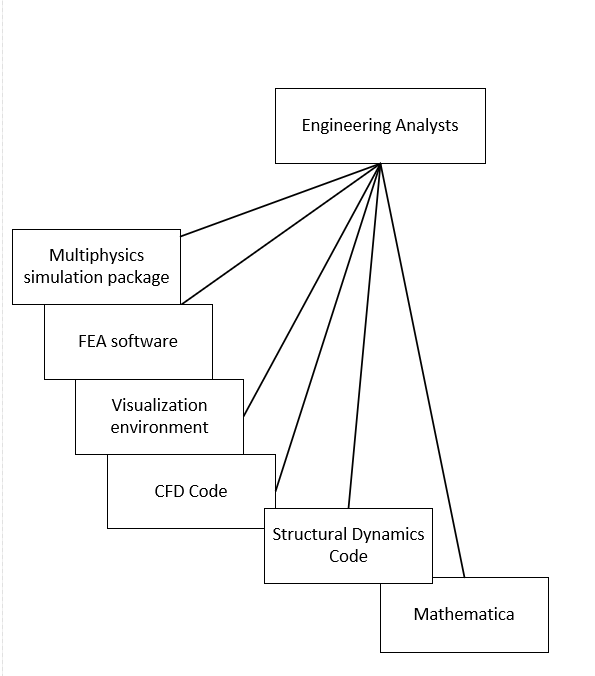 Engineering Analysts
Multiphysics
simulation package
FEA software
Visualization
environment
CFD Code
Structural Dynamics
Code
Mathematica